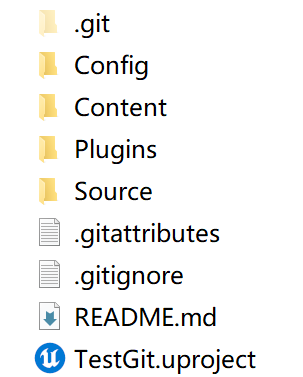 .git
Config
Content
Plugins
Source
.gitattributes
.gitignore
README.md
TestGit.uproject